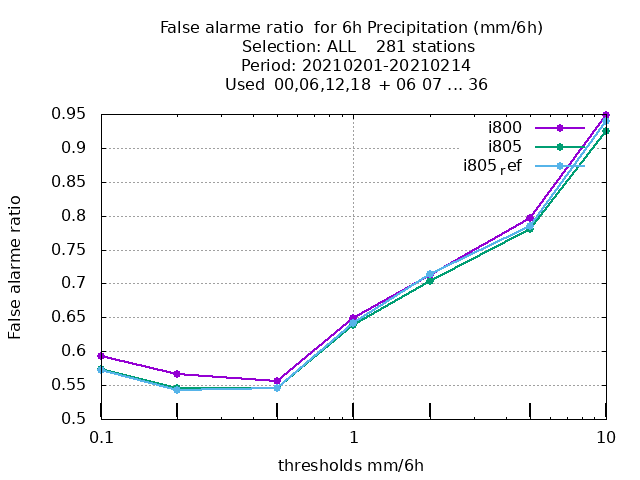 False alarme ratio  for 6h Precipitation (mm/6h)
Selection: ALL    281 stations
Period: 20210201-20210214
Used  00,06,12,18 + 06 07 ... 36
0.95
0.9
0.85
0.8
0.75
0.7
0.65
0.6
0.55
0.5
0.1
1
10
False alarme ratio
thresholds mm/6h
i800
i805
i805ref